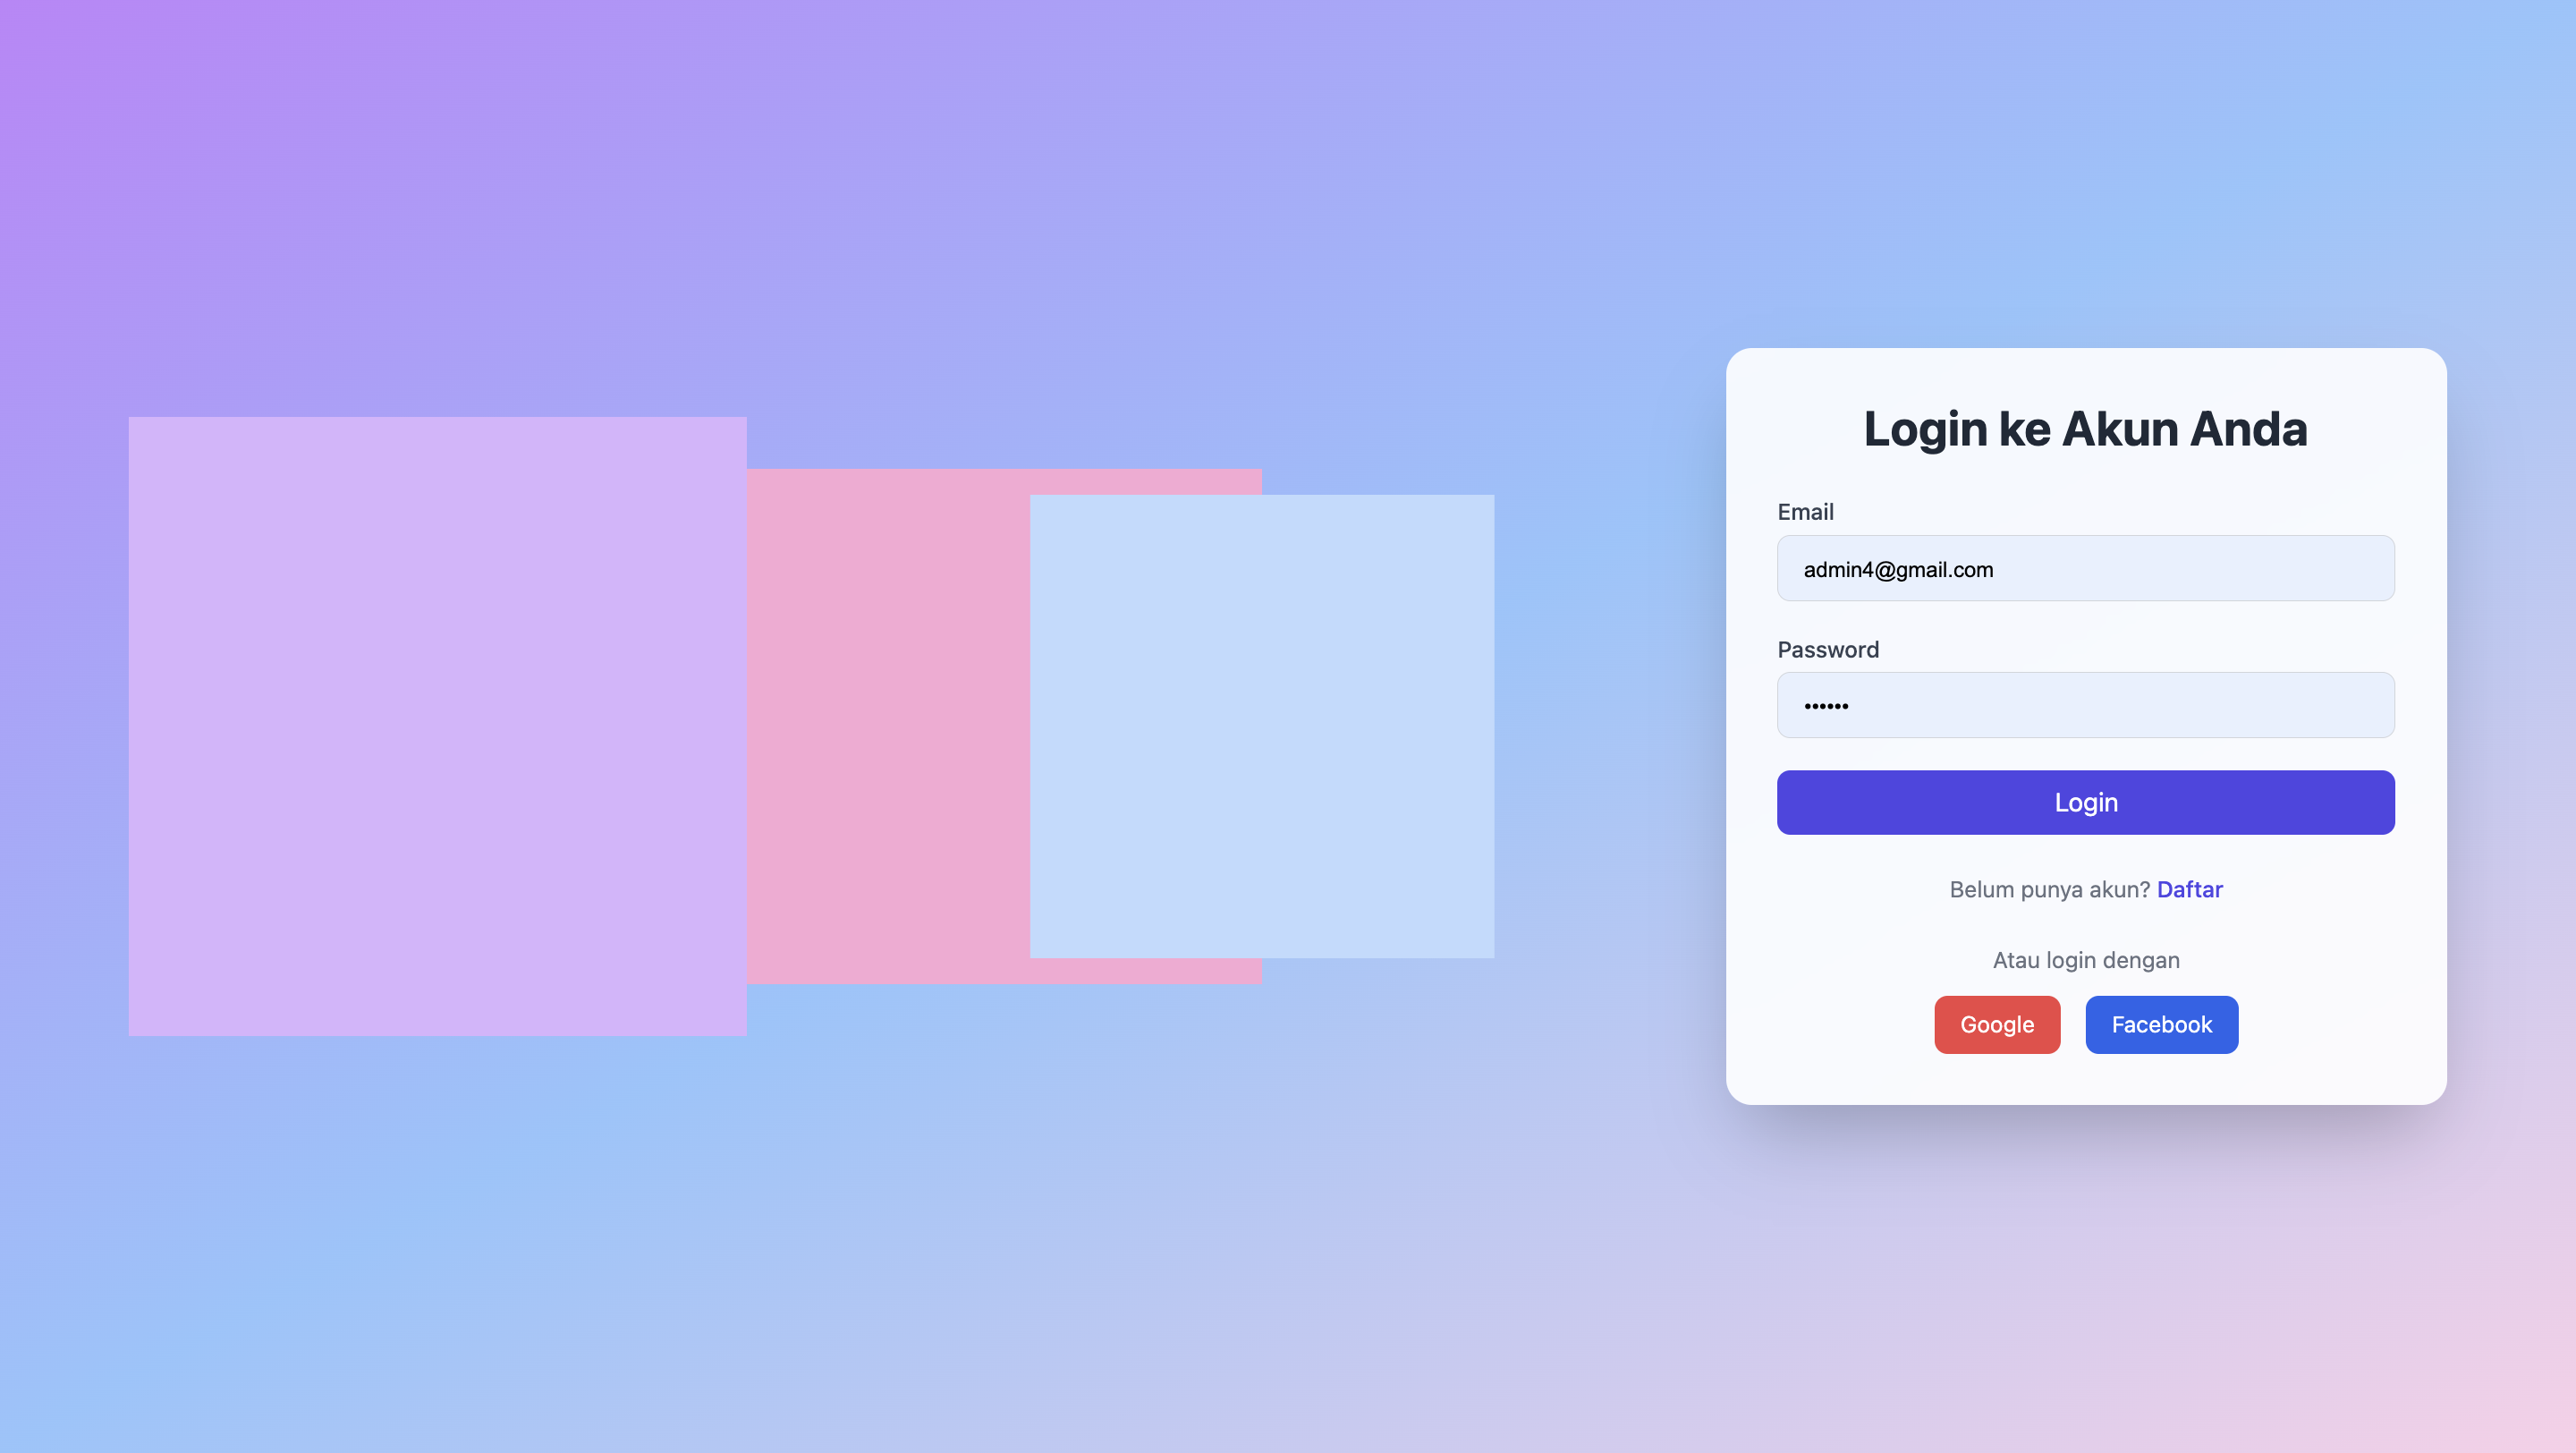 Login ke Akun Anda
Email
admin4@gmail.com
Password
••••••
Login
Belum punya akun? Daftar
Atau login dengan
Google
Facebook